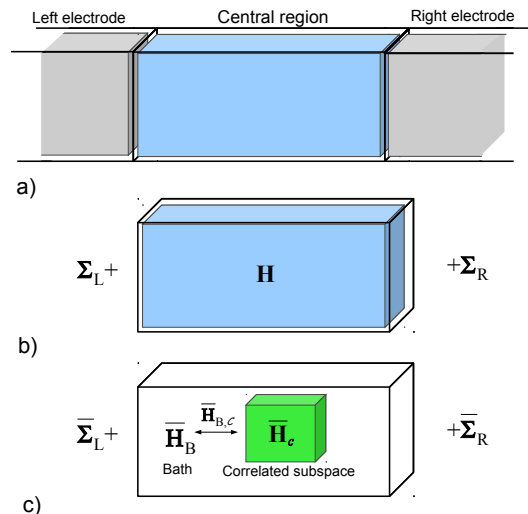 Left electrode Central region Right electrode
a)
Σ_L+ H +Σ_R
b)
Σ̅_L+ H̅_B H̅_B,𝒞 H̅_𝒞 +Σ̅_R
Bath Correlated subspace
c)